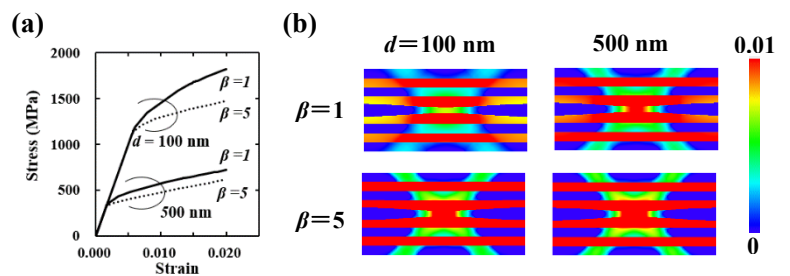 (a)
2000
1500
1000
500
0
Stress (MPa)
0.000
0.010
0.020
Strain
β=1
β=5
d = 100 nm
β=1
500 nm
β=5
(b)
d＝100 nm
500 nm
β＝1
β＝5
0.01
0